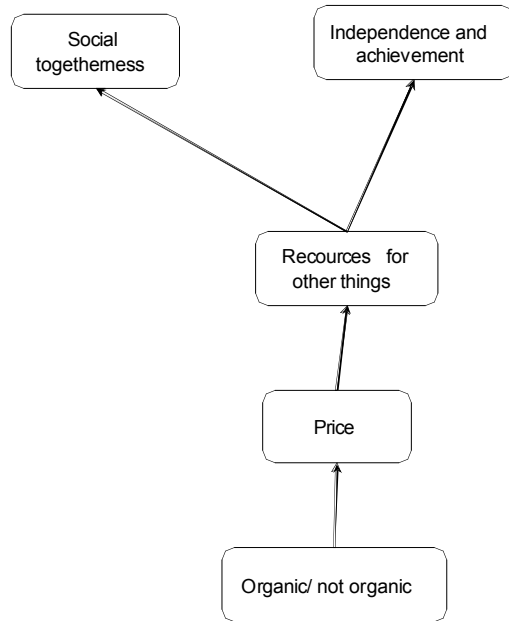 Social
togetherness
Independence and
achievement
Recources for
other things
Price
Organic/ not organic